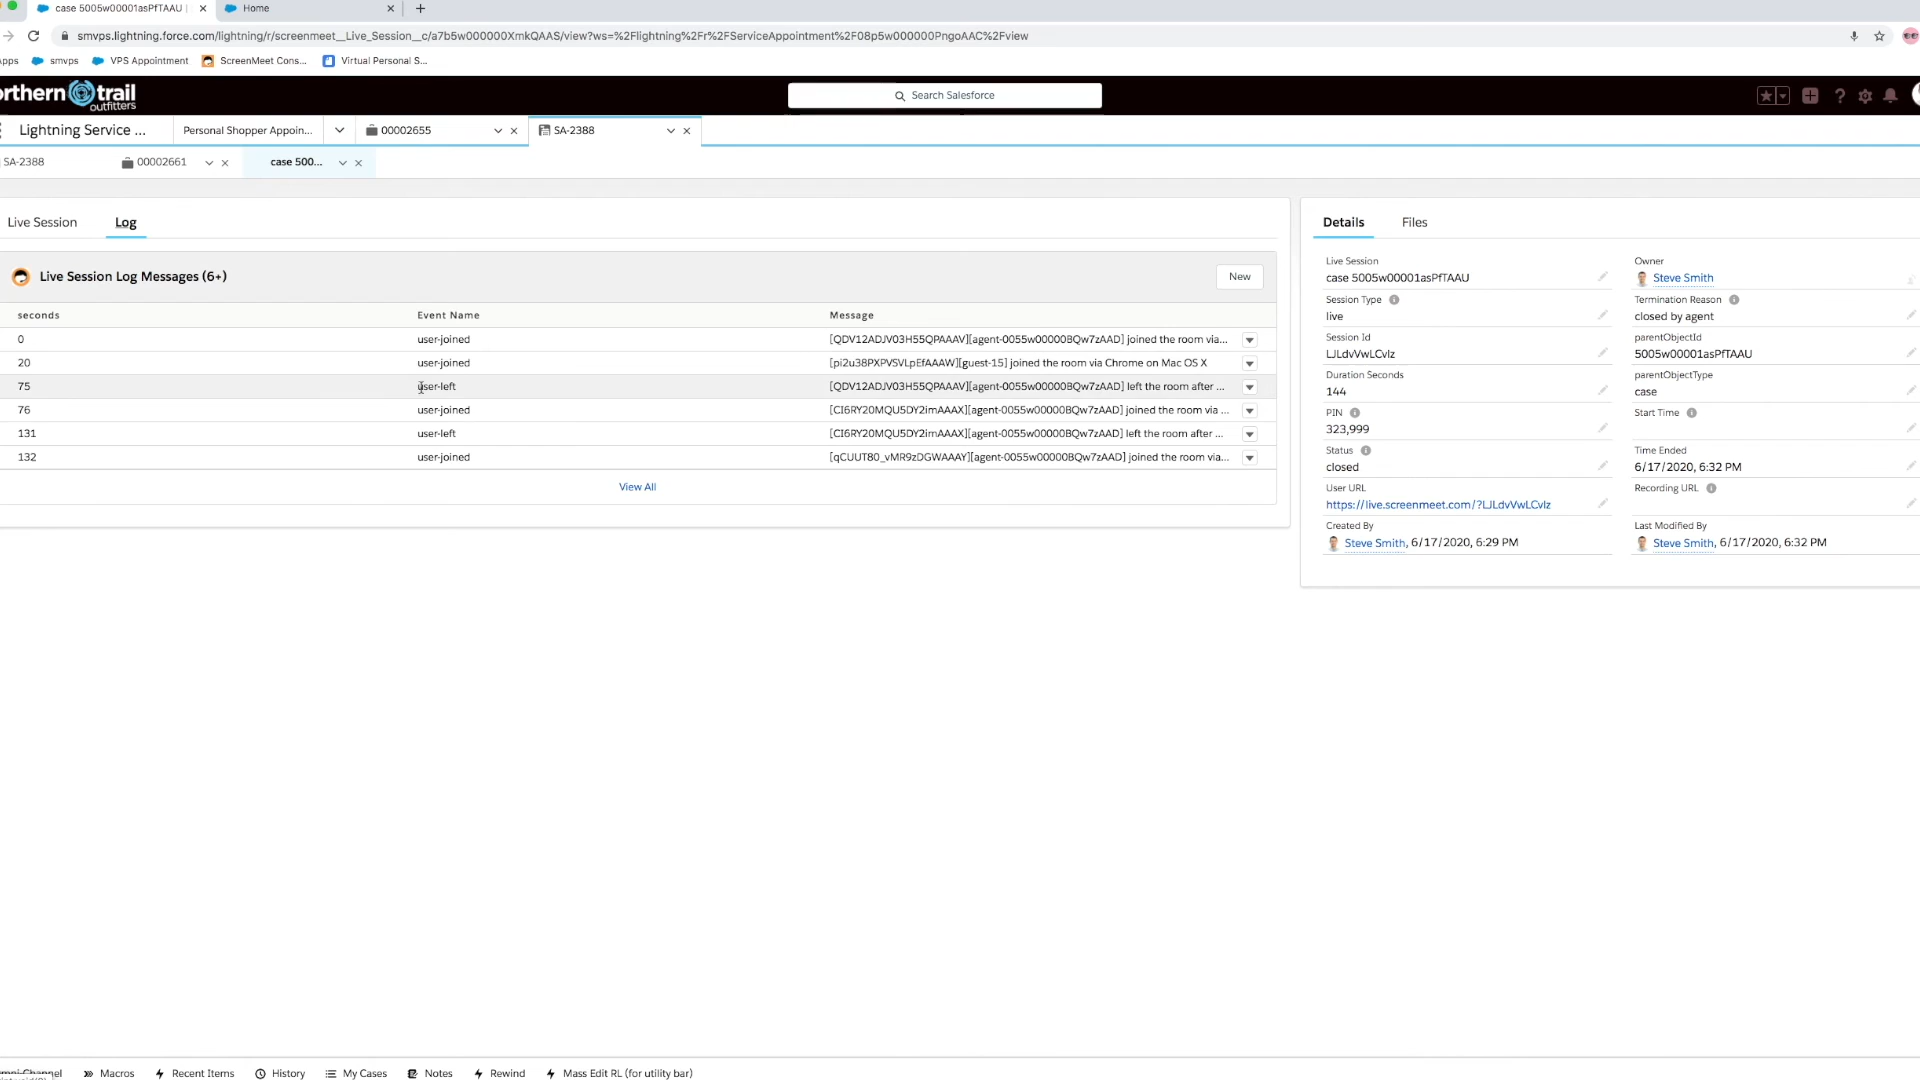 case 5005w00001asPfTAAU
Home
smvps.lightning.force.com/lightning/r/screenmeet__Live_Session__c/a7b5w000000XmkQAAS/view?ws=%2Flightning%2Fr%2FServiceAppointment%2F08p5w000000PngoAAC%2Fview
Apps smvps VPS Appointment ScreenMeet Cons... Virtual Personal S...
orthern trail outfitters
Search Salesforce
Lightning Service ... Personal Shopper Appoin... 00002655 SA-2388
SA-2388 00002661 case 500...
Live Session Log
Details Files
Live Session Log Messages (6+)
New
seconds Event Name Message
0 user-joined [QDV12ADJV03H55QPAAAV][agent-0055w00000BQw7zAAD] joined the room via...
20 user-joined [pi2u38PXPVSVLpEfAAAW][guest-15] joined the room via Chrome on Mac OS X
75 user-left [QDV12ADJV03H55QPAAAV][agent-0055w00000BQw7zAAD] left the room after ...
76 user-joined [CI6RY20MQU5DY2imAAAX][agent-0055w00000BQw7zAAD] joined the room via ...
131 user-left [CI6RY20MQU5DY2imAAAX][agent-0055w00000BQw7zAAD] left the room after ...
132 user-joined [qCUUT80_vMR9zDGWAAAY][agent-0055w00000BQw7zAAD] joined the room via...
View All
Live Session Owner
case 5005w00001asPfTAAU Steve Smith
Session Type Termination Reason
live closed by agent
Session Id parentObjectId
LJLdvVwLCvlz 5005w00001asPfTAAU
Duration Seconds parentObjectType
144 case
PIN Start Time
323,999
Status Time Ended
closed 6/17/2020, 6:32 PM
User URL Recording URL
https://live.screenmeet.com/?LJLdvVwLCvlz
Created By Last Modified By
Steve Smith, 6/17/2020, 6:29 PM Steve Smith, 6/17/2020, 6:32 PM
Macros Recent Items History My Cases Notes Rewind Mass Edit RL (for utility bar)